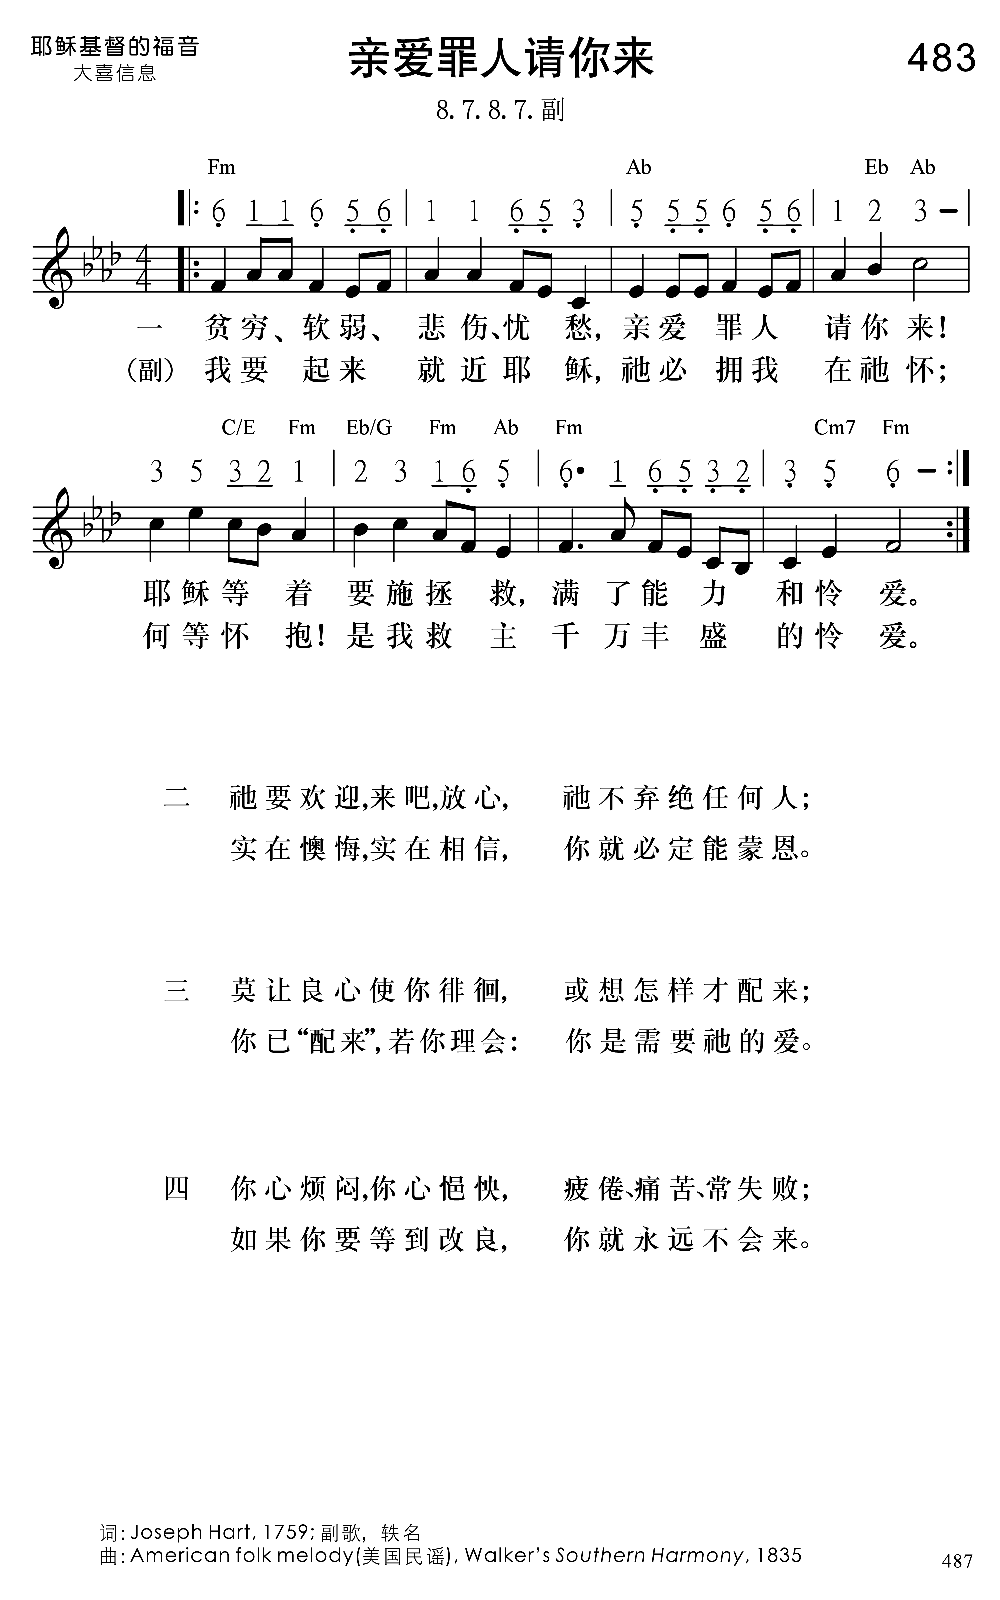 耶稣基督的福音
大喜信息
亲爱罪人请你来
483
8. 7. 8. 7. 副
Fm Ab Eb Ab
6 1 1 6 5 6 1 1 6 5 3 5 5 5 6 5 6 1 2 3 –
4
4
一 贫穷、软弱、悲伤、忧愁,亲爱罪人请你来!
(副) 我要起来就近耶稣,祂必拥我在祂怀;
C/E Fm Eb/G Fm Ab Fm Cm7 Fm
3 5 3 2 1 2 3 1 6 5 6· 1 6 5 3 2 3 5 6 –
耶稣等着要施拯救,满了能力和怜爱。
何等怀抱!是我救主千万丰盛的怜爱。
二 祂要欢迎,来吧,放心, 祂不弃绝任何人;
实在懊悔,实在相信, 你就必定能蒙恩。
三 莫让良心使你徘徊, 或想怎样才配来;
你已“配来”,若你理会: 你是需要祂的爱。
四 你心烦闷,你心悒怏, 疲倦、痛苦、常失败;
如果你要等到改良, 你就永远不会来。
词: Joseph Hart, 1759; 副歌, 轶名
曲: American folk melody(美国民谣), Walker's Southern Harmony, 1835
487